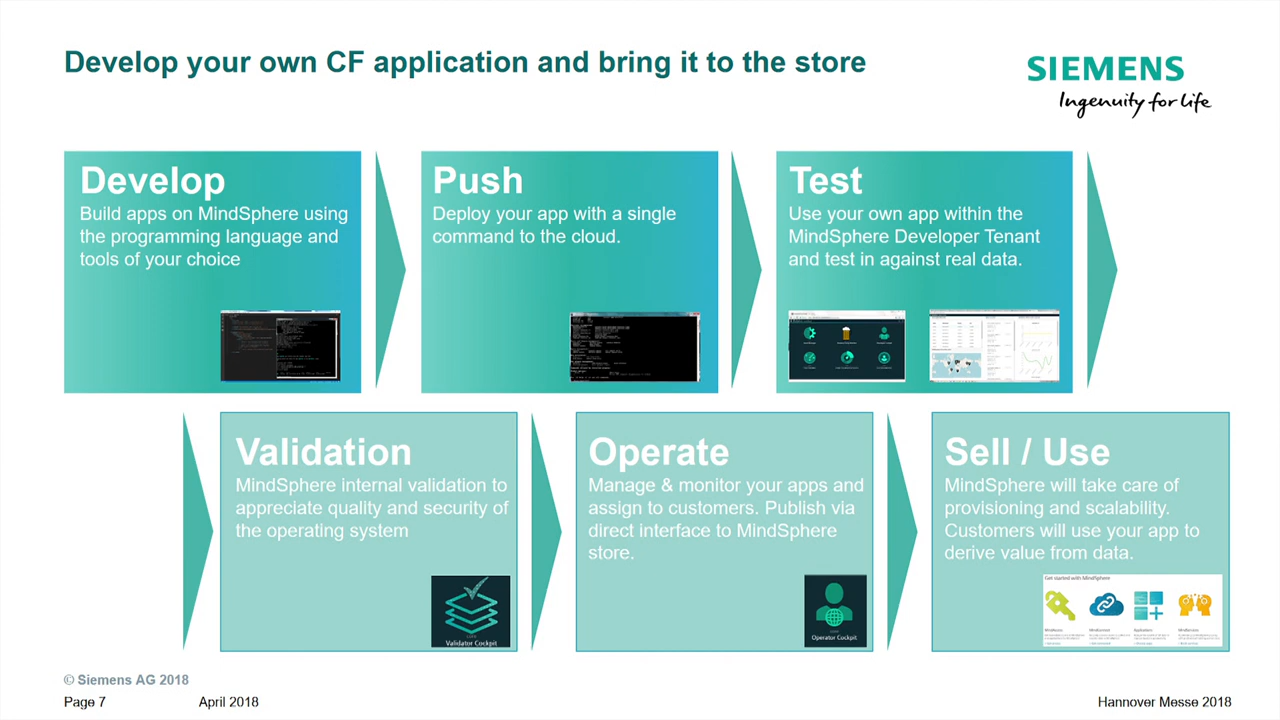 Develop your own CF application and bring it to the store
SIEMENS
Ingenuity for life
Develop
Build apps on MindSphere using
the programming language and
tools of your choice
Push
Deploy your app with a single
command to the cloud.
Test
Use your own app within the
MindSphere Developer Tenant
and test in against real data.
Validation
MindSphere internal validation to
appreciate quality and security of
the operating system
Validator Cockpit
Operate
Manage & monitor your apps and
assign to customers. Publish via
direct interface to MindSphere
store.
Operator Cockpit
Sell / Use
MindSphere will take care of
provisioning and scalability.
Customers will use your app to
derive value from data.
Get started with MindSphere
© Siemens AG 2018
Page 7
April 2018
Hannover Messe 2018